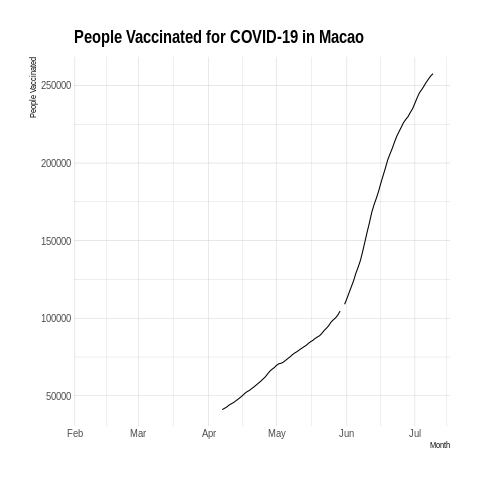 People Vaccinated for COVID-19 in Macao
People Vaccinated
250000
200000
150000
100000
50000
Feb Mar Apr May Jun Jul
Month